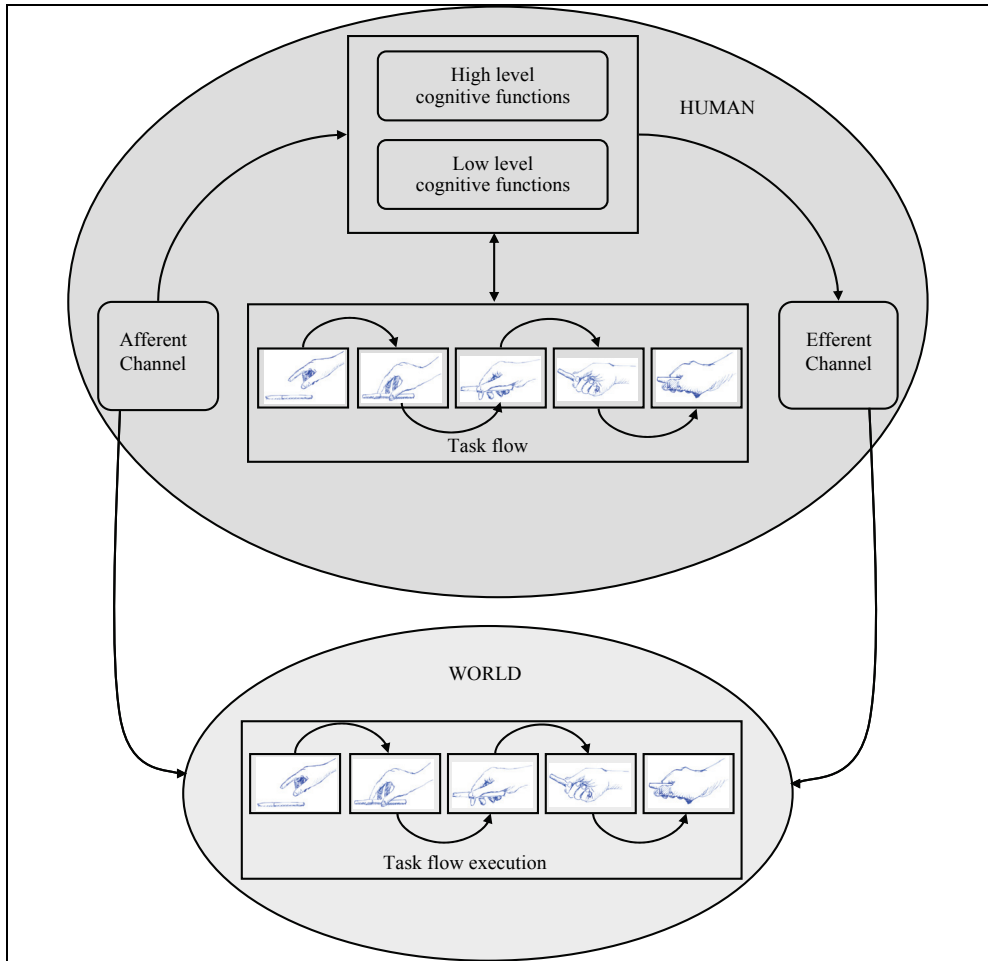 High level
cognitive functions
HUMAN
Low level
cognitive functions
Afferent
Channel
Efferent
Channel
Task flow
WORLD
Task flow execution